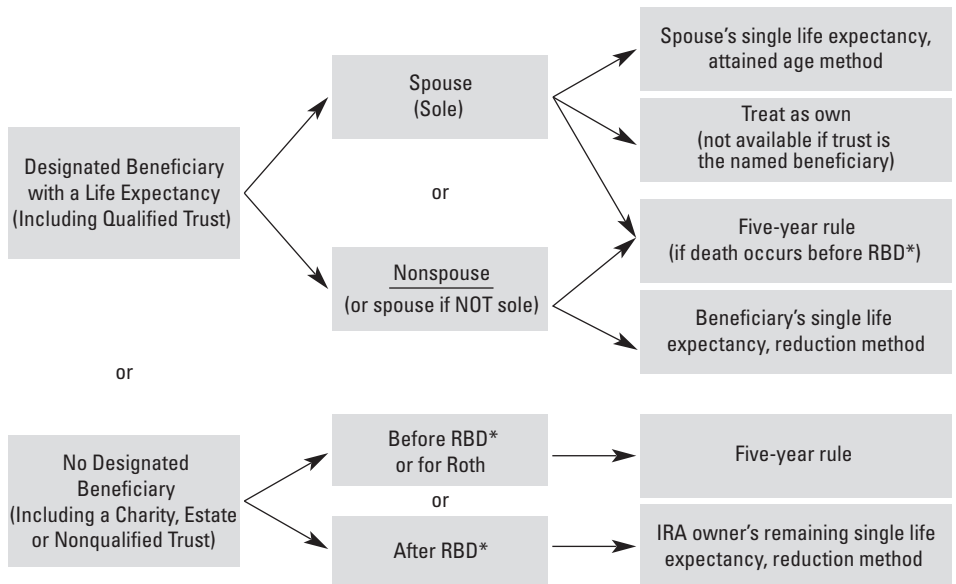 Designated Beneficiary
with a Life Expectancy
(Including Qualified Trust)
or
No Designated
Beneficiary
(Including a Charity, Estate
or Nonqualified Trust)
Spouse
(Sole)
or
Nonspouse
(or spouse if NOT sole)
Before RBD*
or for Roth
or
After RBD*
Spouse’s single life expectancy,
attained age method
Treat as own
(not available if trust is
the named beneficiary)
Five-year rule
(if death occurs before RBD*)
Beneficiary’s single life
expectancy, reduction method
Five-year rule
IRA owner’s remaining single life
expectancy, reduction method